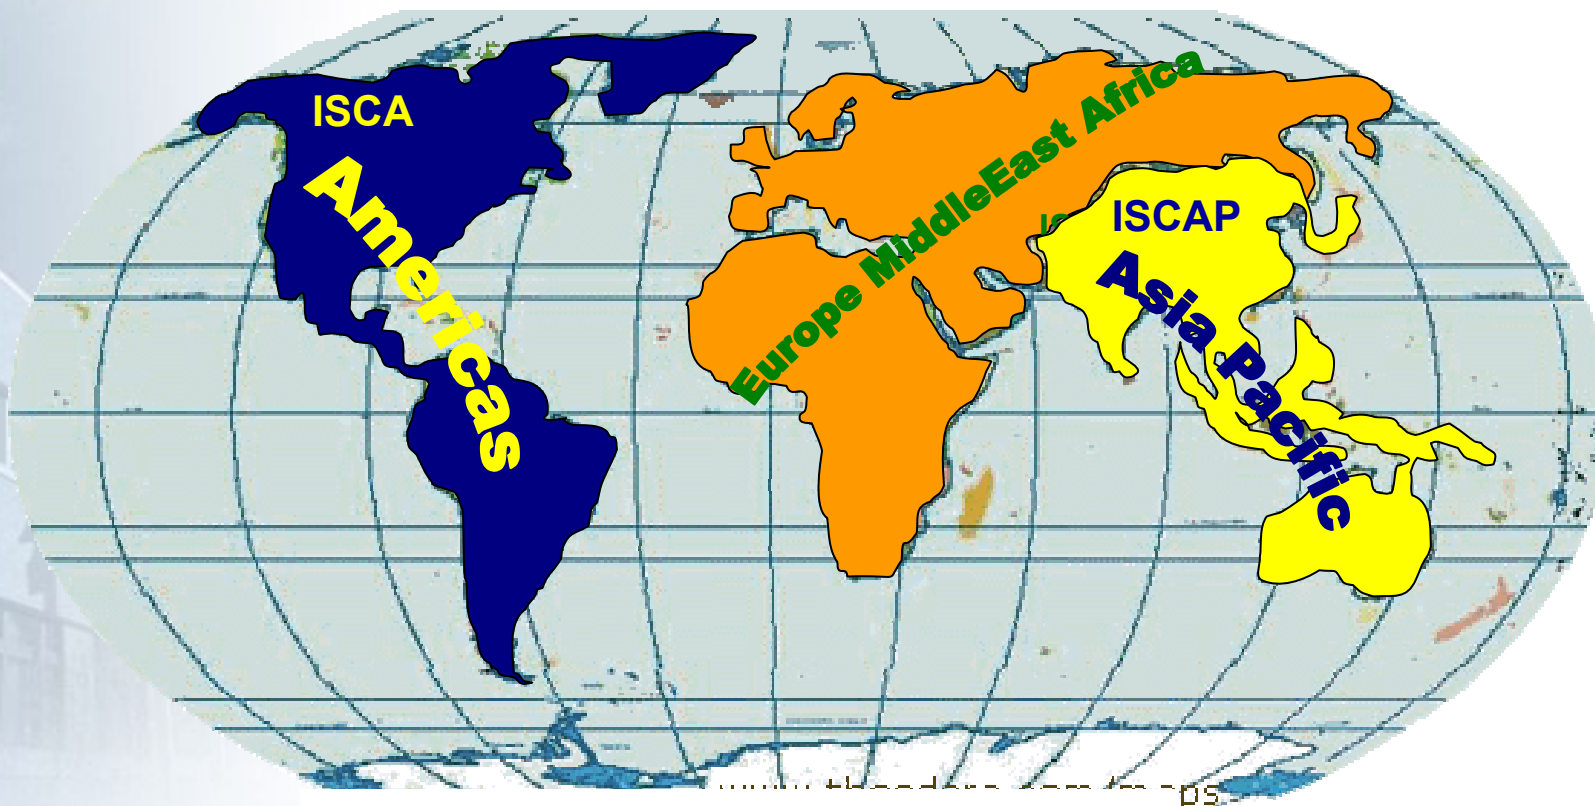 ISCA
Americas
Europe MiddleEast Africa
ISCAP
Asia Pacific